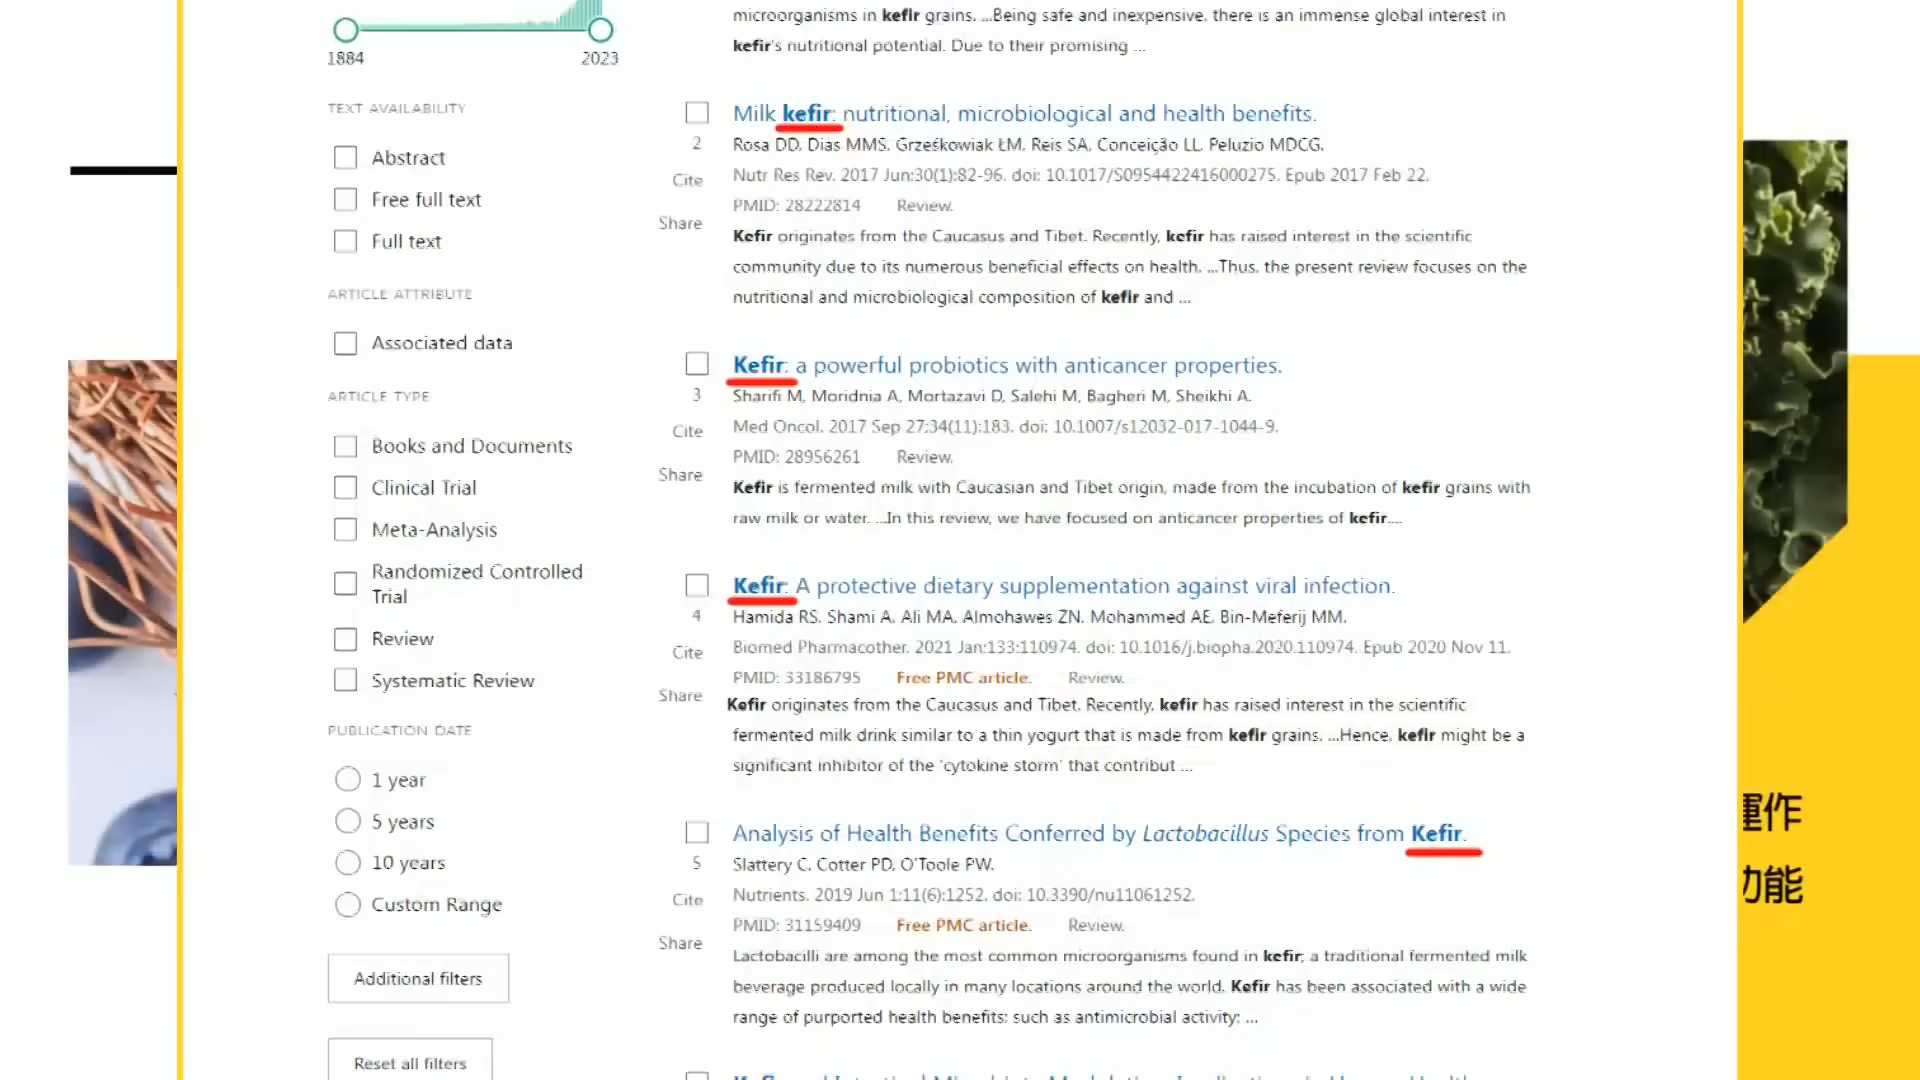 1884
2023
TEXT AVAILABILITY
Abstract
Free full text
Full text
ARTICLE ATTRIBUTE
Associated data
ARTICLE TYPE
Books and Documents
Clinical Trial
Meta-Analysis
Randomized Controlled
Trial
Review
Systematic Review
PUBLICATION DATE
1 year
5 years
10 years
Custom Range
Additional filters
Reset all filters
microorganisms in kefir grains. ...Being safe and inexpensive, there is an immense global interest in
kefir's nutritional potential. Due to their promising ...
Milk kefir: nutritional, microbiological and health benefits.
2
Rosa DD, Dias MMS, Grześkowiak ŁM, Reis SA, Conceição LL, Peluzio MDCG.
Cite
Nutr Res Rev. 2017 Jun;30(1):82-96. doi: 10.1017/S0954422416000275. Epub 2017 Feb 22.
PMID: 28222814 Review.
Share
Kefir originates from the Caucasus and Tibet. Recently, kefir has raised interest in the scientific
community due to its numerous beneficial effects on health. ...Thus, the present review focuses on the
nutritional and microbiological composition of kefir and ...
Kefir: a powerful probiotics with anticancer properties.
3
Sharifi M, Moridnia A, Mortazavi D, Salehi M, Bagheri M, Sheikhi A.
Cite
Med Oncol. 2017 Sep 27;34(11):183. doi: 10.1007/s12032-017-1044-9.
PMID: 28956261 Review.
Share
Kefir is fermented milk with Caucasian and Tibet origin, made from the incubation of kefir grains with
raw milk or water. ...In this review, we have focused on anticancer properties of kefir....
Kefir: A protective dietary supplementation against viral infection.
4
Hamida RS, Shami A, Ali MA, Almohawes ZN, Mohammed AE, Bin-Meferij MM.
Cite
Biomed Pharmacother. 2021 Jan;133:110974. doi: 10.1016/j.biopha.2020.110974. Epub 2020 Nov 11.
PMID: 33186795 Free PMC article. Review.
Share
Kefir originates from the Caucasus and Tibet. Recently, kefir has raised interest in the scientific
fermented milk drink similar to a thin yogurt that is made from kefir grains. ...Hence, kefir might be a
significant inhibitor of the 'cytokine storm' that contribut ...
Analysis of Health Benefits Conferred by Lactobacillus Species from Kefir.
5
Slattery C, Cotter PD, O'Toole PW.
Cite
Nutrients. 2019 Jun 1;11(6):1252. doi: 10.3390/nu11061252.
PMID: 31159409 Free PMC article. Review.
Share
Lactobacilli are among the most common microorganisms found in kefir; a traditional fermented milk
beverage produced locally in many locations around the world. Kefir has been associated with a wide
range of purported health benefits; such as antimicrobial activity; ...
運作
功能